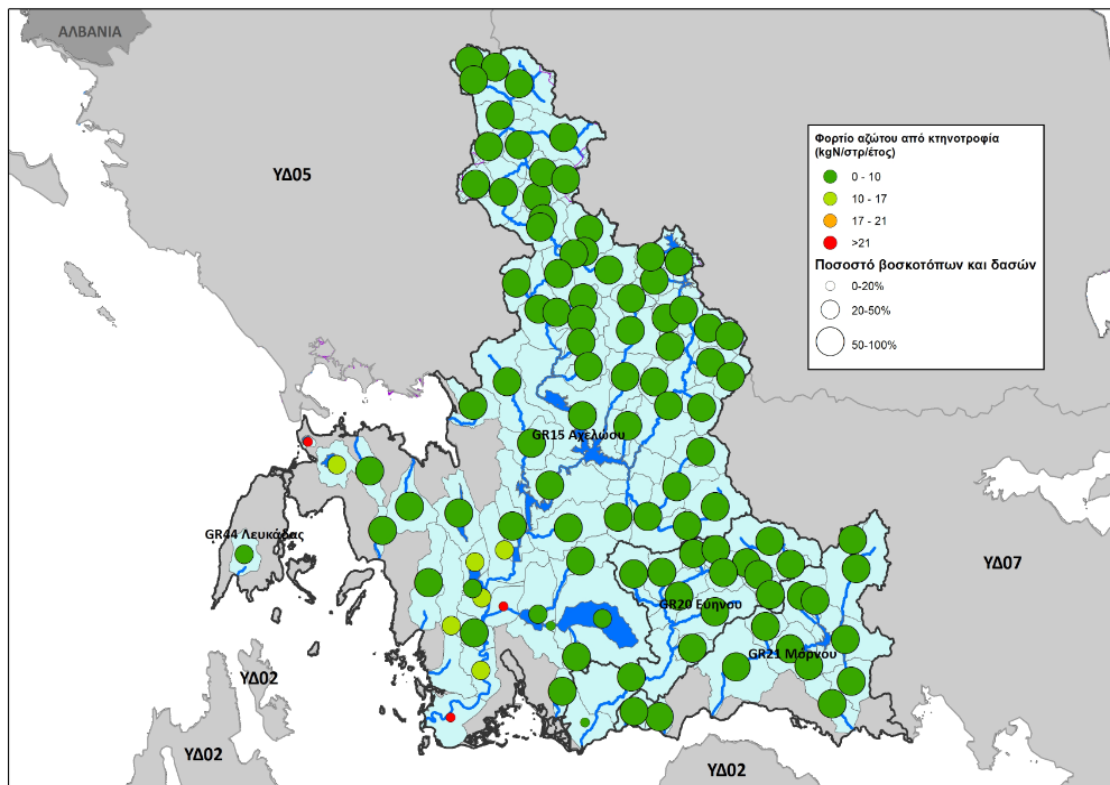 ΑΛΒΑΝΙΑ
ΥΔ05
Φορτίο αζώτου από κτηνοτροφία
(kgN/στρ/έτος)
0 - 10
10 - 17
17 - 21
>21
Ποσοστό βοσκοτόπων και δασών
0-20%
20-50%
50-100%
GR15 Αχελώου
GR44 Λευκάδας
ΥΔ07
GR20 Εύηνου
GR21 Μόρνου
ΥΔ02
ΥΔ02
ΥΔ02